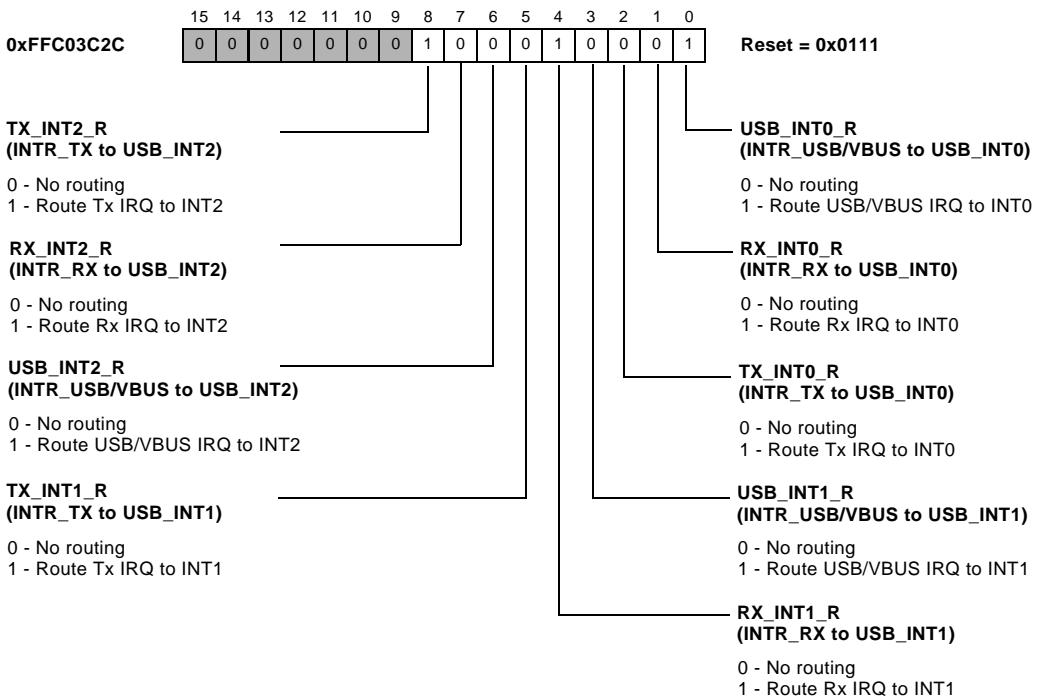 15 14 13 12 11 10 9 8 7 6 5 4 3 2 1 0
0xFFC03C2C 0 0 0 0 0 0 0 1 0 0 0 1 0 0 0 1 Reset = 0x0111
TX_INT2_R
(INTR_TX to USB_INT2)
0 - No routing
1 - Route Tx IRQ to INT2
RX_INT2_R
(INTR_RX to USB_INT2)
0 - No routing
1 - Route Rx IRQ to INT2
USB_INT2_R
(INTR_USB/VBUS to USB_INT2)
0 - No routing
1 - Route USB/VBUS IRQ to INT2
TX_INT1_R
(INTR_TX to USB_INT1)
0 - No routing
1 - Route Tx IRQ to INT1
USB_INT0_R
(INTR_USB/VBUS to USB_INT0)
0 - No routing
1 - Route USB/VBUS IRQ to INT0
RX_INT0_R
(INTR_RX to USB_INT0)
0 - No routing
1 - Route Rx IRQ to INT0
TX_INT0_R
(INTR_TX to USB_INT0)
0 - No routing
1 - Route Tx IRQ to INT0
USB_INT1_R
(INTR_USB/VBUS to USB_INT1)
0 - No routing
1 - Route USB/VBUS IRQ to INT1
RX_INT1_R
(INTR_RX to USB_INT1)
0 - No routing
1 - Route Rx IRQ to INT1